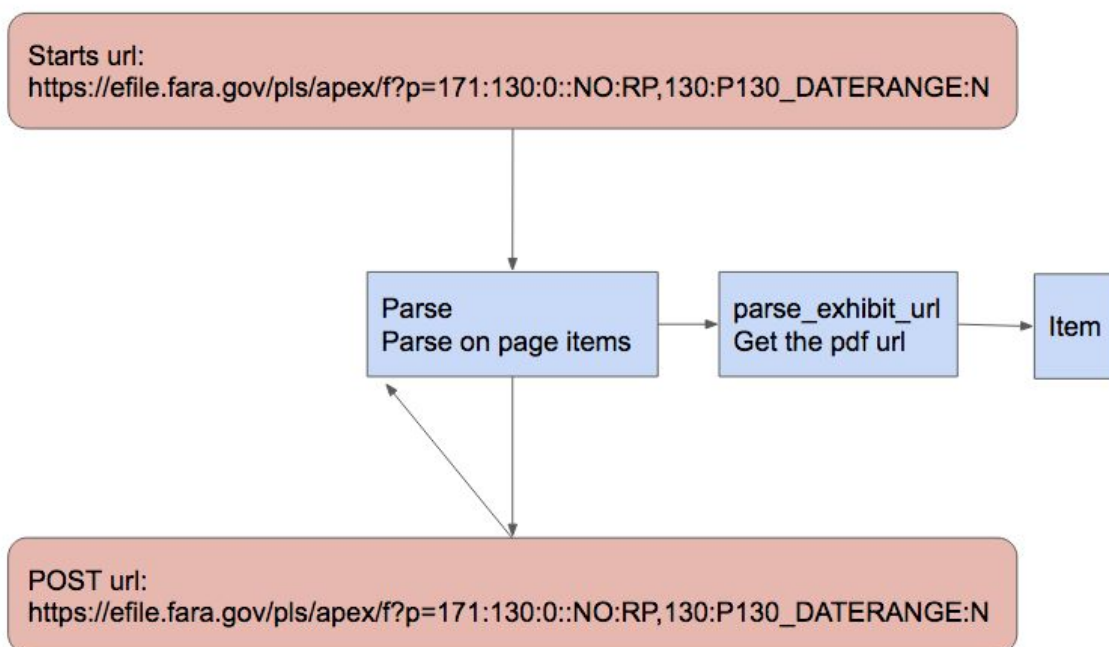 Starts url:
https://efile.fara.gov/pls/apex/f?p=171:130:0::NO:RP,130:P130_DATERANGE:N
Parse
Parse on page items
parse_exhibit_url
Get the pdf url
Item
POST url:
https://efile.fara.gov/pls/apex/f?p=171:130:0::NO:RP,130:P130_DATERANGE:N